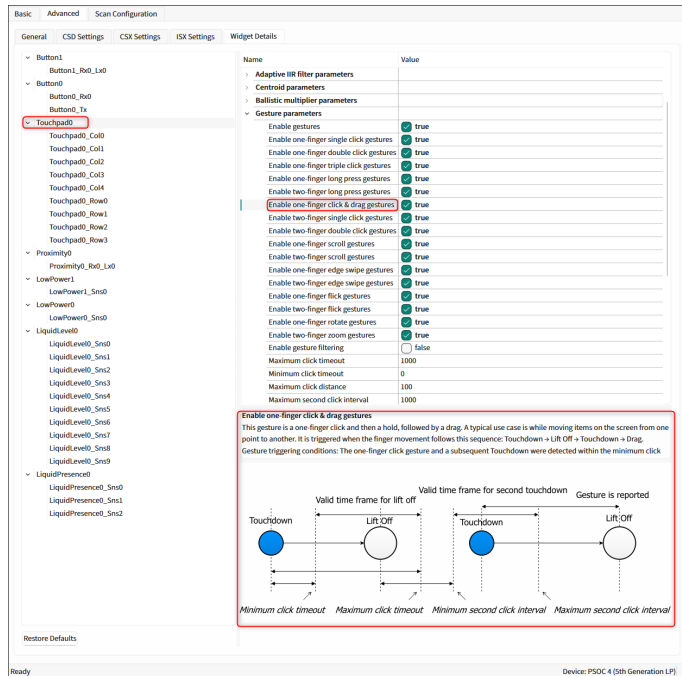 Basic Advanced Scan Configuration
General CSD Settings CSX Settings ISX Settings Widget Details
Button1
Button1_Rx0_Lx0
Button0
Button0_Rx0
Button0_Tx
Touchpad0
Touchpad0_Col0
Touchpad0_Col1
Touchpad0_Col2
Touchpad0_Col3
Touchpad0_Col4
Touchpad0_Row0
Touchpad0_Row1
Touchpad0_Row2
Touchpad0_Row3
Proximity0
Proximity0_Rx0_Lx0
LowPower1
LowPower1_Sns0
LowPower0
LowPower0_Sns0
LiquidLevel0
LiquidLevel0_Sns0
LiquidLevel0_Sns1
LiquidLevel0_Sns2
LiquidLevel0_Sns3
LiquidLevel0_Sns4
LiquidLevel0_Sns5
LiquidLevel0_Sns6
LiquidLevel0_Sns7
LiquidLevel0_Sns8
LiquidLevel0_Sns9
LiquidPresence0
LiquidPresence0_Sns0
LiquidPresence0_Sns1
LiquidPresence0_Sns2
Restore Defaults
Name Value
Adaptive IIR filter parameters
Centroid parameters
Ballistic multiplier parameters
Gesture parameters
Enable gestures true
Enable one-finger single click gestures true
Enable one-finger double click gestures true
Enable one-finger triple click gestures true
Enable one-finger long press gestures true
Enable two-finger long press gestures true
Enable one-finger click & drag gestures true
Enable two-finger single click gestures true
Enable two-finger double click gestures true
Enable one-finger scroll gestures true
Enable two-finger scroll gestures true
Enable one-finger edge swipe gestures true
Enable two-finger edge swipe gestures true
Enable one-finger flick gestures true
Enable two-finger flick gestures true
Enable one-finger rotate gestures true
Enable two-finger zoom gestures true
Enable gesture filtering false
Maximum click timeout 1000
Minimum click timeout 0
Maximum click distance 100
Maximum second click interval 1000
Enable one-finger click & drag gestures
This gesture is a one-finger click and then a hold, followed by a drag. A typical use case is while moving items on the screen from one
point to another. It is triggered when the finger movement follows this sequence: Touchdown → Lift Off → Touchdown → Drag.
Gesture triggering conditions: The one-finger click gesture and a subsequent Touchdown were detected within the minimum click
Valid time frame for lift off
Valid time frame for second touchdown
Gesture is reported
Touchdown Lift Off Touchdown Lift Off
Minimum click timeout Maximum click timeout Minimum second click interval Maximum second click interval
Ready Device: PSOC 4 (5th Generation LP)